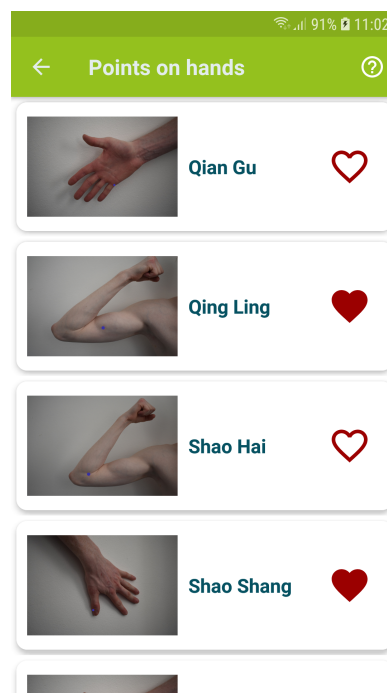 91% 11:02
Points on hands
Qian Gu
Qing Ling
Shao Hai
Shao Shang